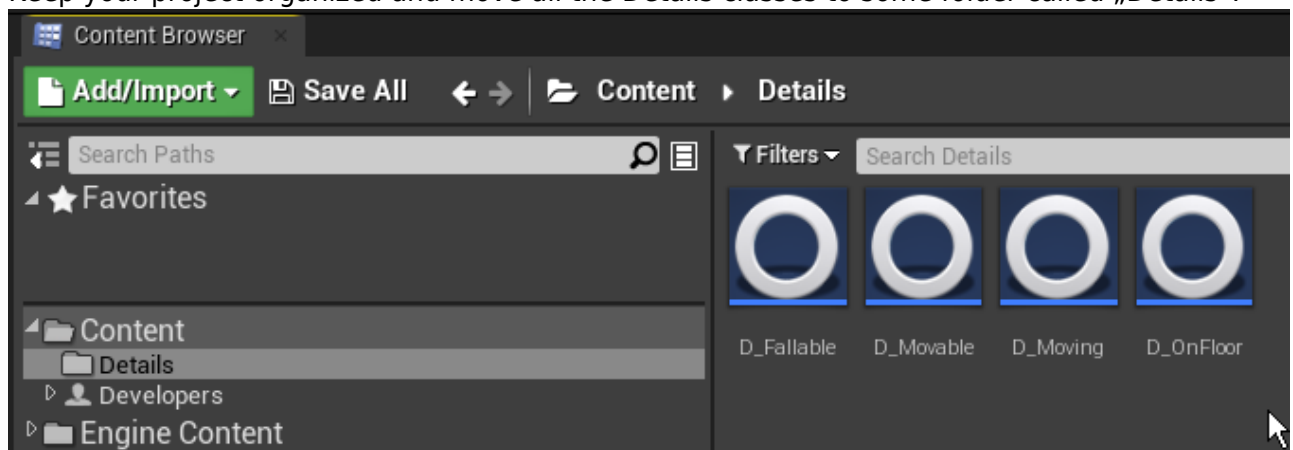 Keep your project organized and move all the Details classes to some folder called „Details“.
Content Browser
Add/Import Save All Content Details
Search Paths
Filters Search Details
Favorites
Content
Details
Developers
Engine Content
D_Fallable D_Movable D_Moving D_OnFloor